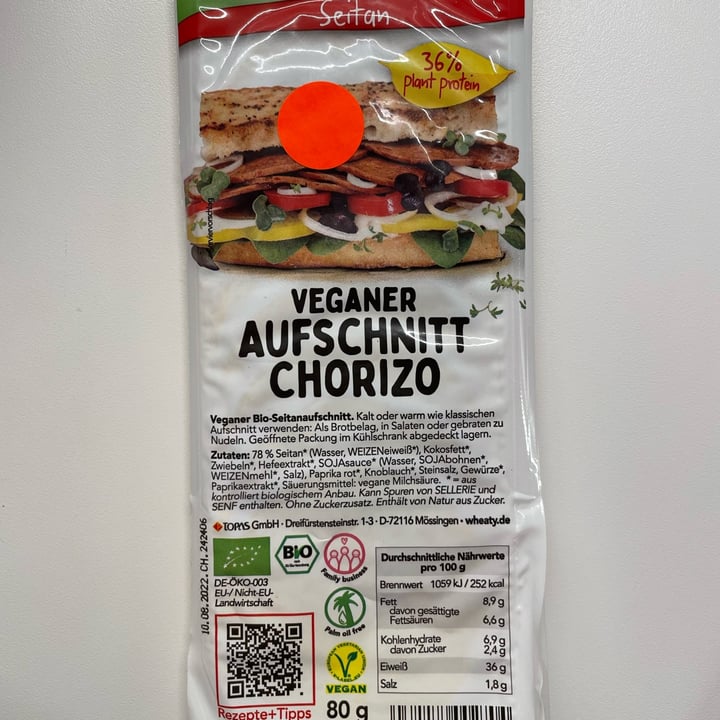 Seitan
36%
plant protein
VEGANER
AUFSCHNITT
CHORIZO
Veganer Bio-Seitanaufschnitt. Kalt oder warm wie klassischen
Aufschnitt verwenden: Als Brotbelag, in Salaten oder gebraten zu
Nudeln. Geöffnete Packung im Kühlschrank abgedeckt lagern.
Zutaten: 78 % Seitan* (Wasser, WEIZENeiweiß*), Kokosfett*,
Zwiebeln*, Hefeextrakt*, SOJAsauce* (Wasser, SOJAbohnen*,
WEIZENmehl*, Salz), Paprika rot*, Knoblauch*, Steinsalz, Gewürze*,
Paprikaextrakt*, Säuerungsmittel: vegane Milchsäure. *= aus
kontrolliert biologischem Anbau. Kann Spuren von SELLERIE und
SENF enthalten. Ohne Zuckerzusatz. Enthält von Natur aus Zucker.
TOPAS GmbH · Dreifürstensteinstr. 1-3 · D-72116 Mössingen · wheaty.de
10.08.2022. CH. 242406
BIO
Family business
DE-ÖKO-003
EU-/ Nicht-EU-
Landwirtschaft
Palm oil free
VEGAN
Rezepte+Tipps
80 g
Durchschnittliche Nährwerte
pro 100 g
Brennwert 1059 kJ / 252 kcal
Fett 8,9 g
davon gesättigte
Fettsäuren 6,6 g
Kohlenhydrate 6,9 g
davon Zucker 2,4 g
Eiweiß 36 g
Salz 1,8 g